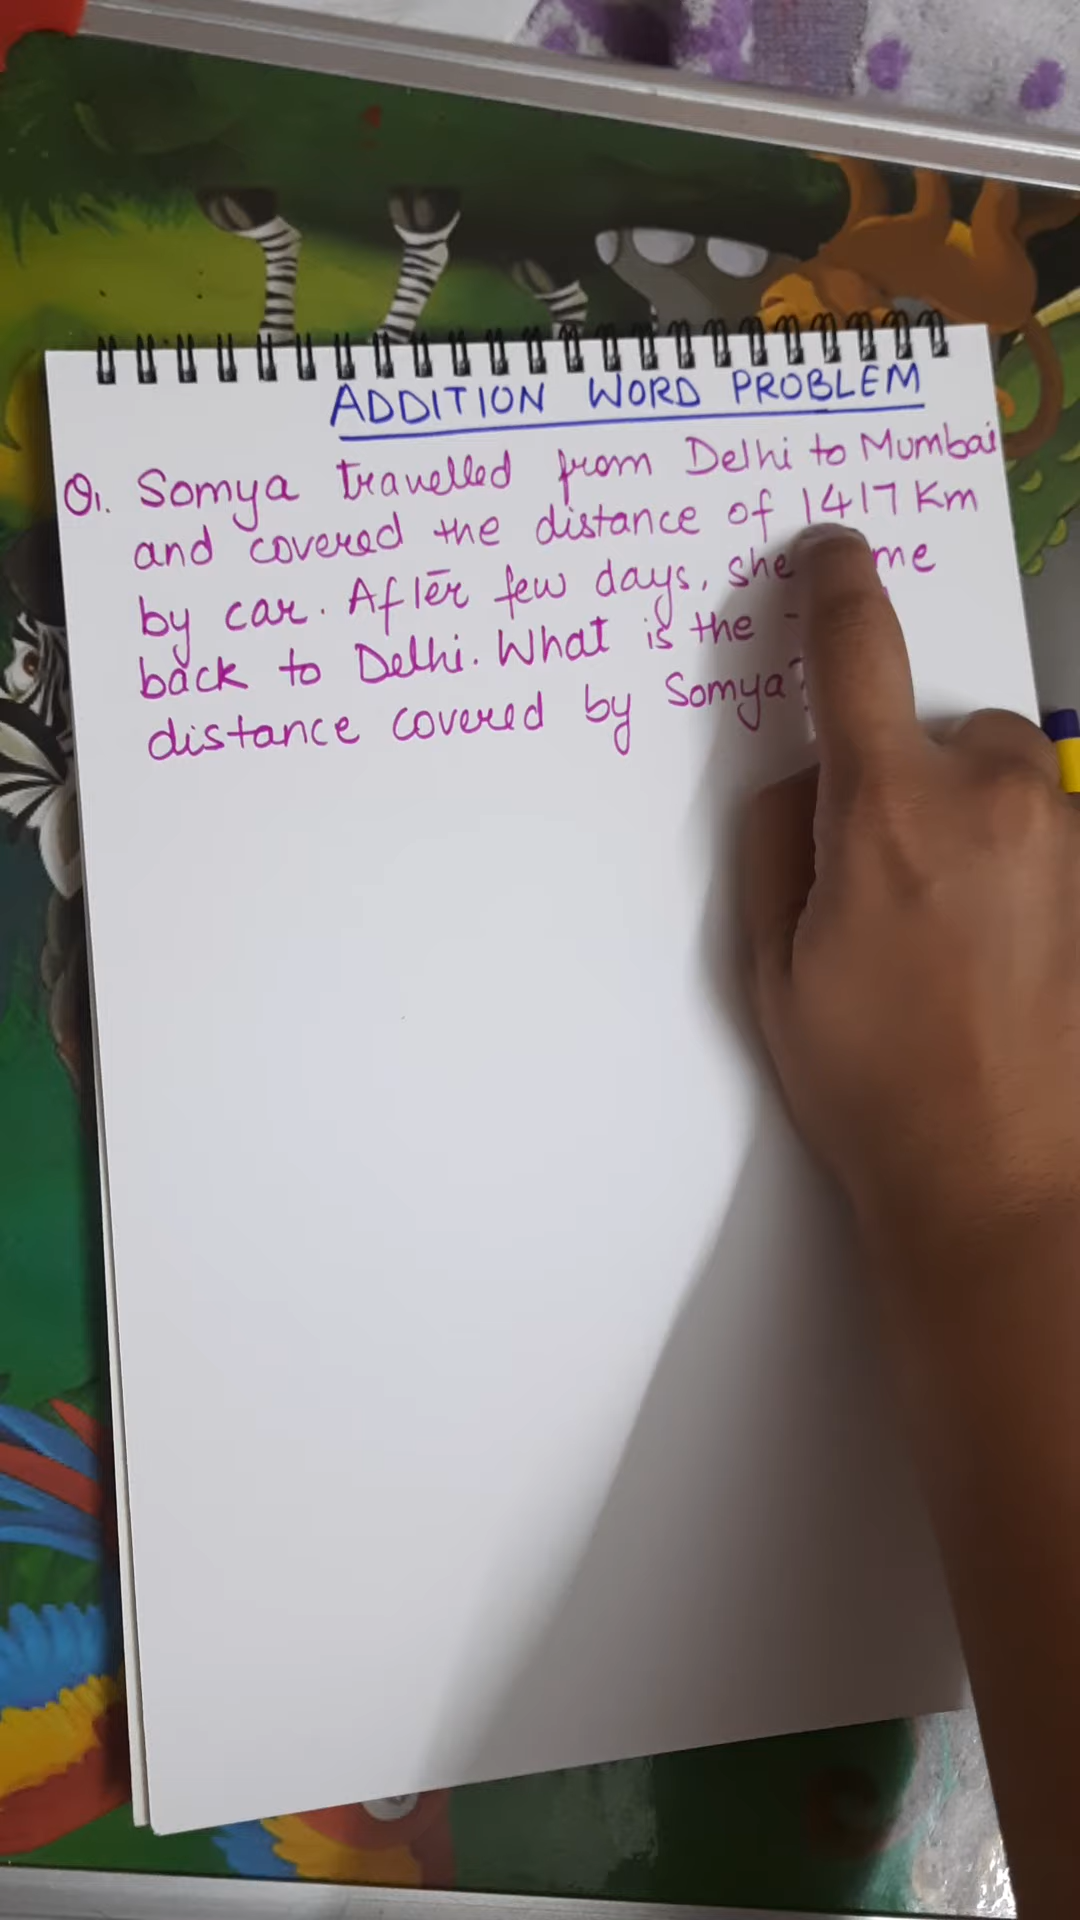 ADDITION WORD PROBLEM
Q1. Somya travelled from Delhi to Mumbai
and covered the distance of 1417 Km
by car. After few days, she me
back to Delhi. What is the
distance covered by Somya?